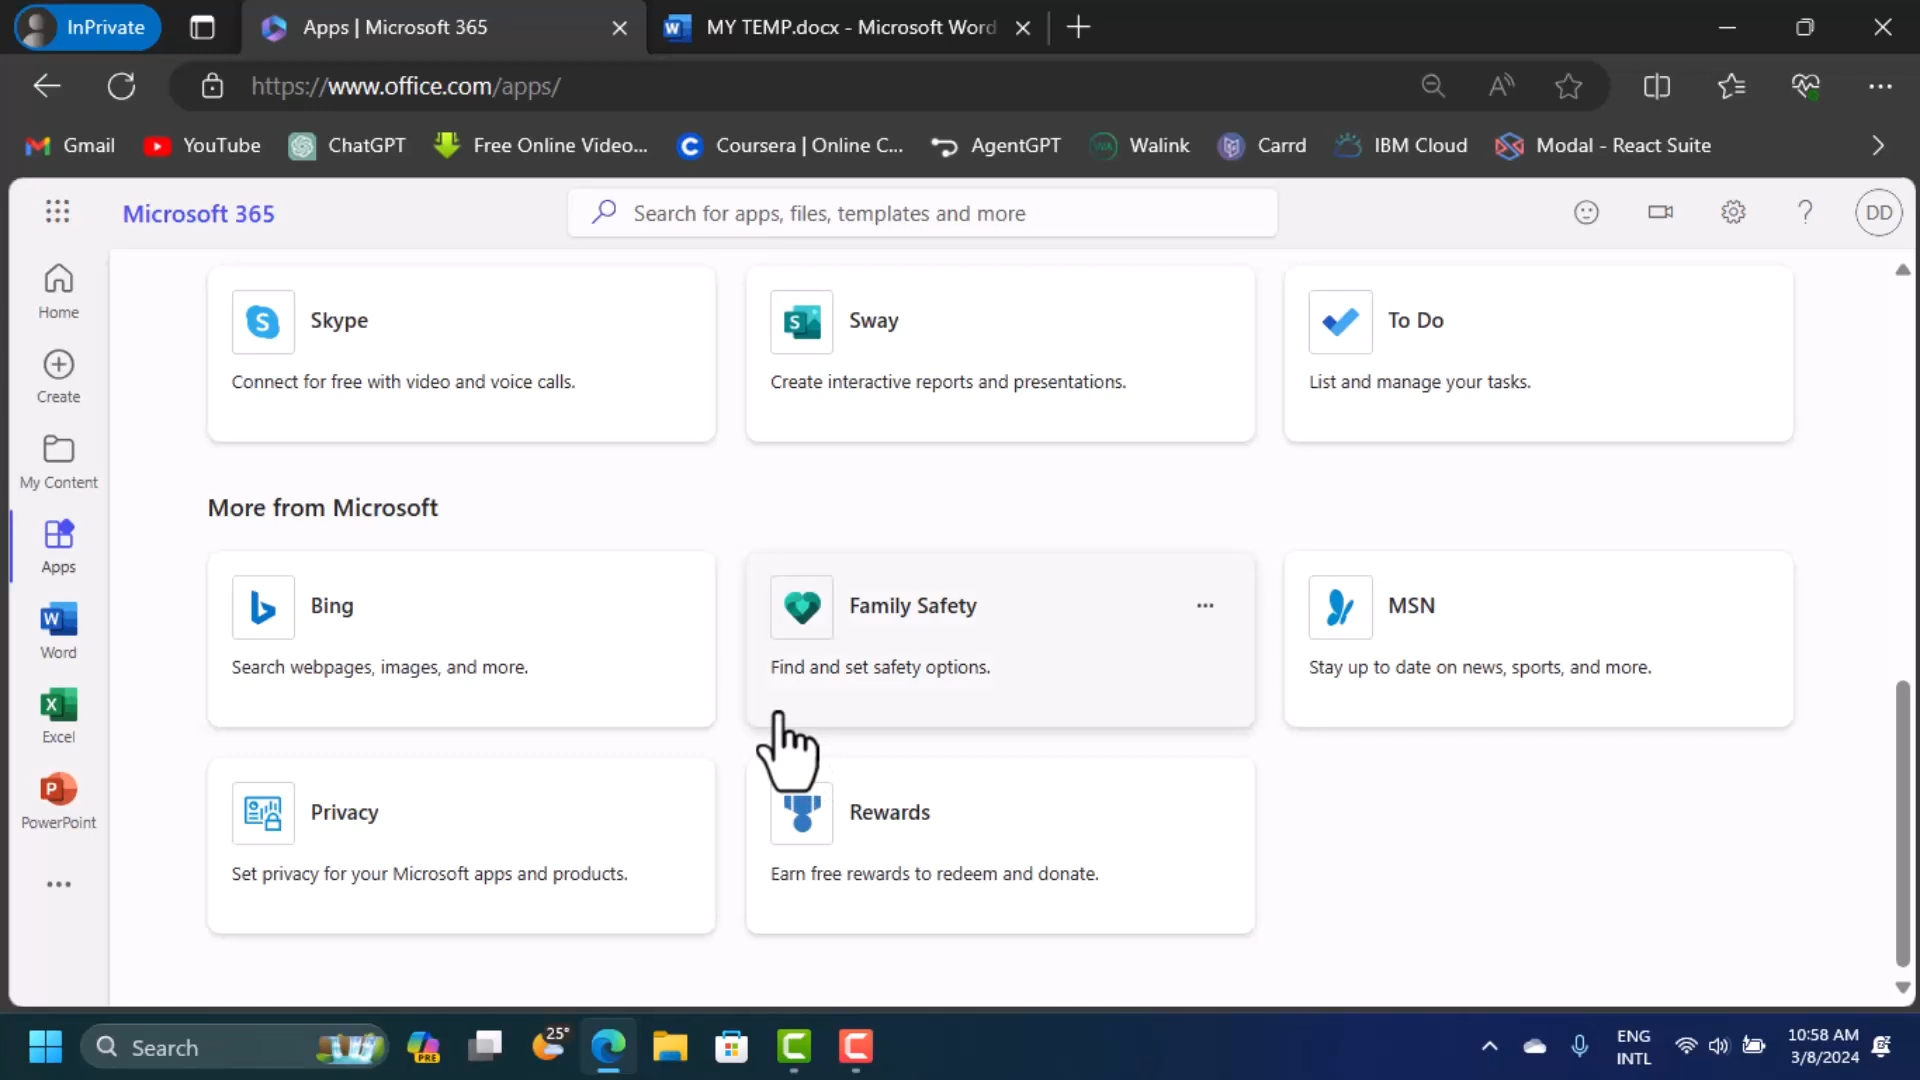 InPrivate
Apps | Microsoft 365
MY TEMP.docx - Microsoft Word
https://www.office.com/apps/
Gmail
YouTube
ChatGPT
Free Online Video...
Coursera | Online C...
AgentGPT
Walink
Carrd
IBM Cloud
Modal - React Suite
Microsoft 365
Search for apps, files, templates and more
DD
Home
Create
My Content
Apps
Word
Excel
PowerPoint
Skype
Connect for free with video and voice calls.
Sway
Create interactive reports and presentations.
To Do
List and manage your tasks.
More from Microsoft
Bing
Search webpages, images, and more.
Family Safety
Find and set safety options.
MSN
Stay up to date on news, sports, and more.
Privacy
Set privacy for your Microsoft apps and products.
Rewards
Earn free rewards to redeem and donate.
Search
PRE
25°
ENG
INTL
10:58 AM
3/8/2024